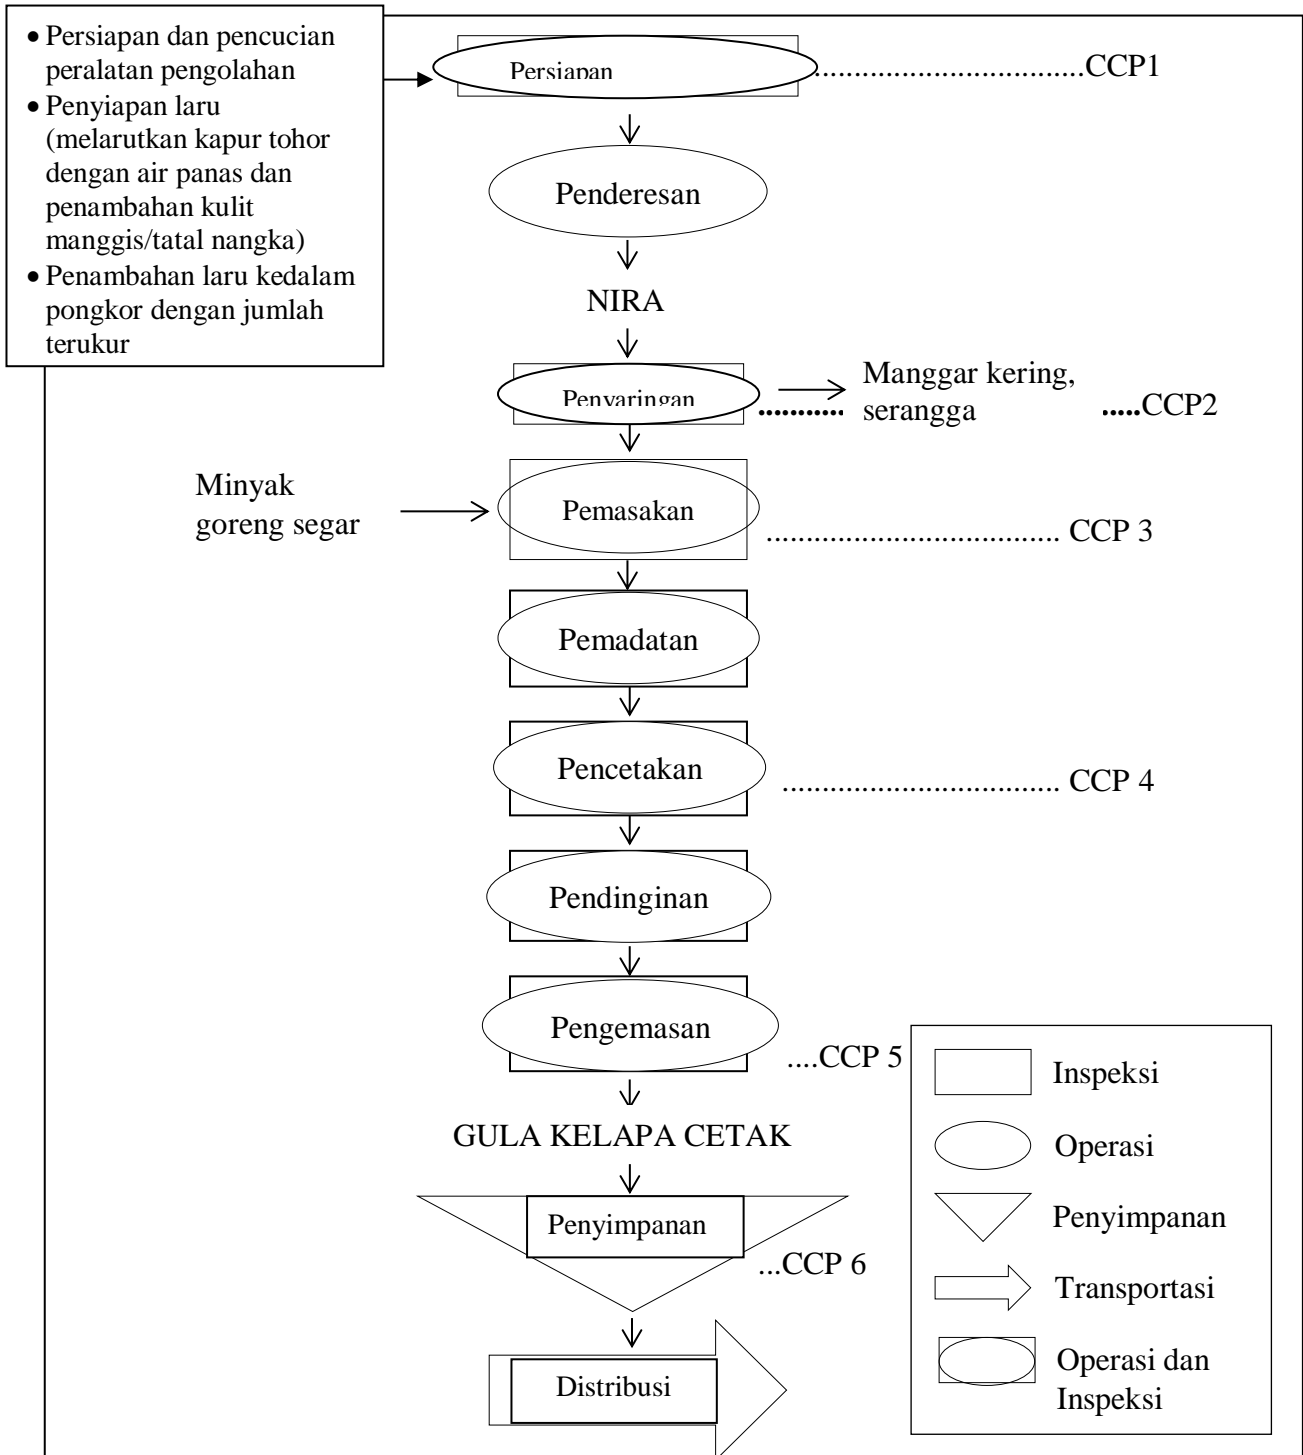 • Persiapan dan pencucian
peralatan pengolahan
• Penyiapan laru
(melarutkan kapur tohor
dengan air panas dan
penambahan kulit
manggis/tatal nangka)
• Penambahan laru kedalam
pongkor dengan jumlah
terukur
Persiapan
................................CCP1
Penderesan
NIRA
Penyaringan
Manggar kering,
serangga
........... .....CCP2
Minyak
goreng segar
Pemasakan
................................... CCP 3
Pemadatan
Pencetakan
................................. CCP 4
Pendinginan
Pengemasan
....CCP 5
GULA KELAPA CETAK
Penyimpanan
...CCP 6
Distribusi
Inspeksi
Operasi
Penyimpanan
Transportasi
Operasi dan
Inspeksi